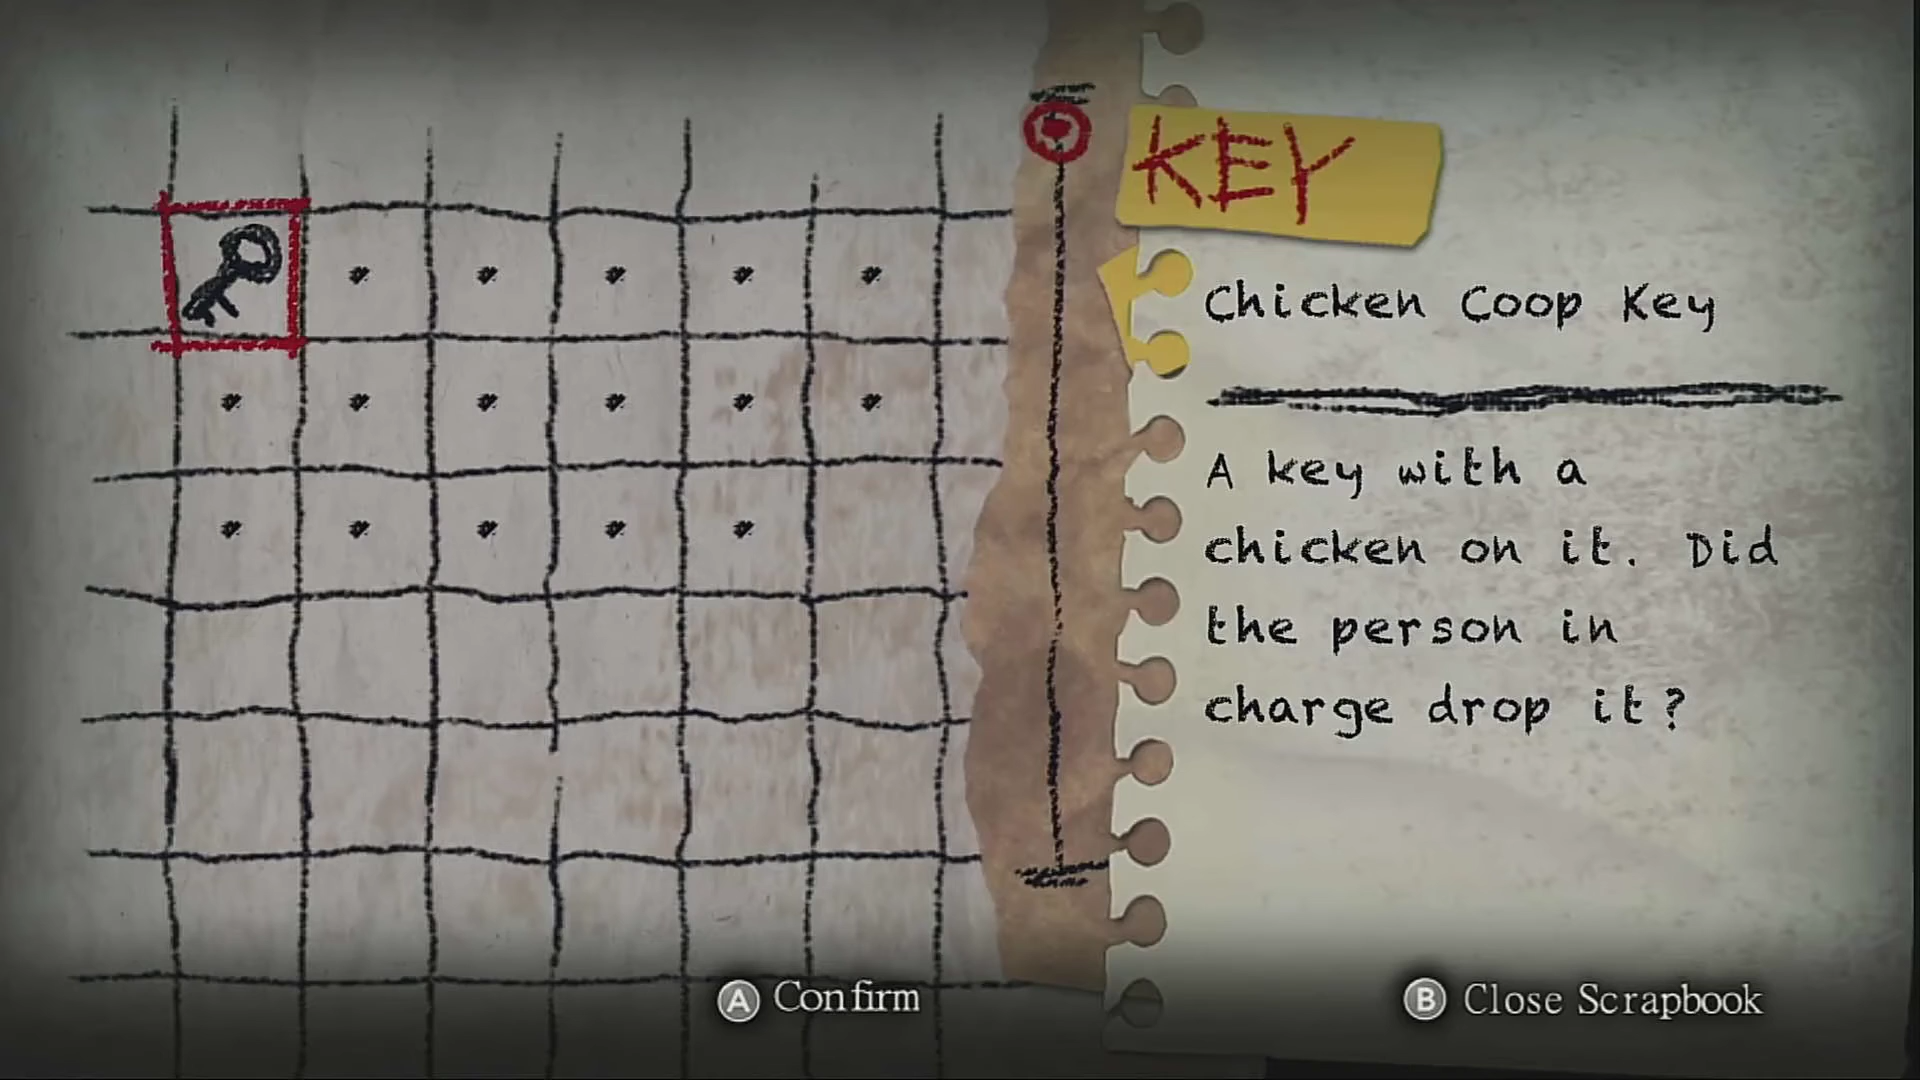 KEY
Chicken Coop Key
A key with a
chicken on it. Did
the person in
charge drop it?
A Confirm
B Close Scrapbook